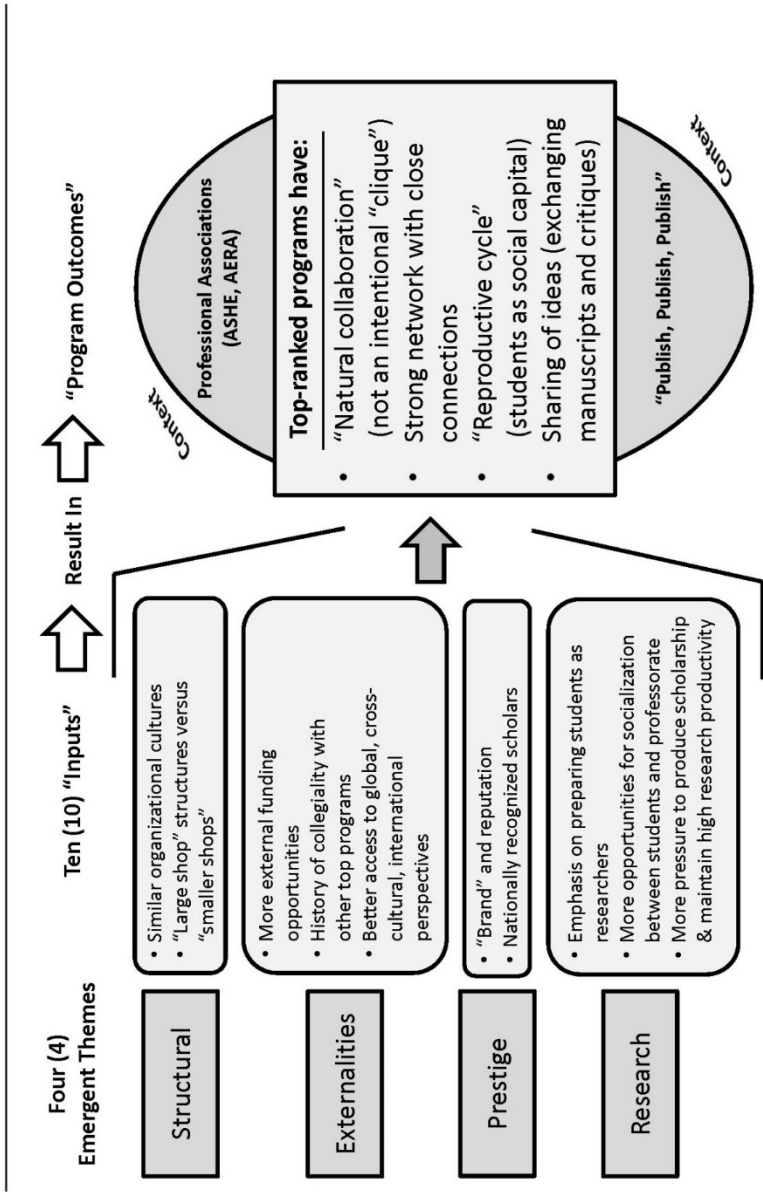 Four (4)
Emergent Themes
Ten (10) “Inputs”
Result In
“Program Outcomes”
Structural
• Similar organizational cultures
• “Large shop” structures versus
“smaller shops”
Externalities
• More external funding
opportunities
• History of collegiality with
other top programs
• Better access to global, cross-
cultural, international
perspectives
Prestige
• “Brand” and reputation
• Nationally recognized scholars
Research
• Emphasis on preparing students as
researchers
• More opportunities for socialization
between students and professorate
• More pressure to produce scholarship
& maintain high research productivity
Context
Professional Associations
(ASHE, AERA)
Top-ranked programs have:
• “Natural collaboration”
(not an intentional “clique”)
• Strong network with close
connections
• “Reproductive cycle”
(students as social capital)
• Sharing of ideas (exchanging
manuscripts and critiques)
“Publish, Publish, Publish”
Context